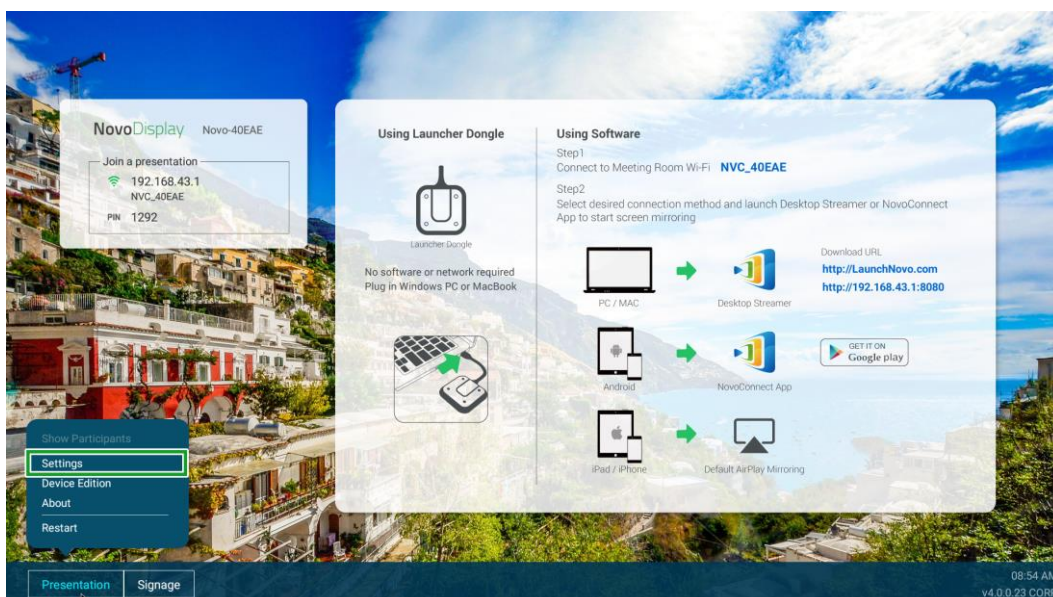 NovoDisplay Novo-40EAE
Join a presentation
192.168.43.1
NVC_40EAE
PIN 1292
Using Launcher Dongle
Launcher Dongle
No software or network required
Plug in Windows PC or MacBook
Using Software
Step1
Connect to Meeting Room Wi-Fi NVC_40EAE
Step2
Select desired connection method and launch Desktop Streamer or NovoConnect
App to start screen mirroring
PC / MAC
Desktop Streamer
Download URL
http://LaunchNovo.com
http://192.168.43.1:8080
Android
NovoConnect App
GET IT ON
Google play
iPad / iPhone
Default AirPlay Mirroring
Show Participants
Settings
Device Edition
About
Restart
Presentation
Signage
08:54 AM
v4.0.0.23